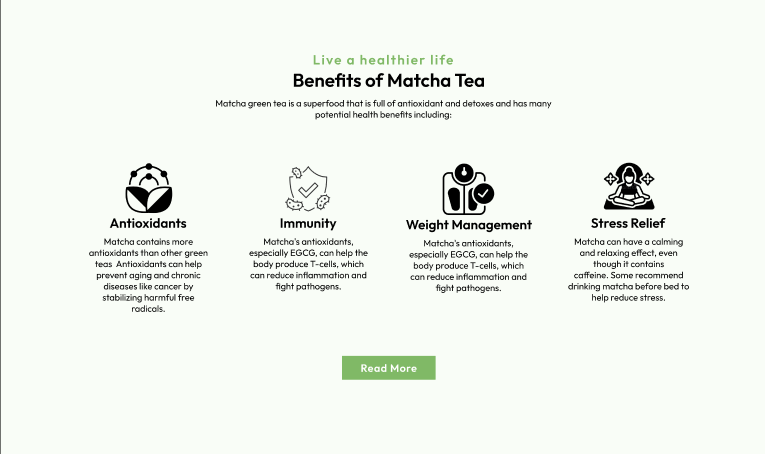 Live a healthier life
Benefits of Matcha Tea
Matcha green tea is a superfood that is full of antioxidant and detoxes and has many
potential health benefits including:
Antioxidants
Matcha contains more
antioxidants than other green
teas  Antioxidants can help
prevent aging and chronic
diseases like cancer by
stabilizing harmful free
radicals.
Immunity
Matcha's antioxidants,
especially EGCG, can help the
body produce T-cells, which
can reduce inflammation and
fight pathogens.
Weight Management
Matcha's antioxidants,
especially EGCG, can help the
body produce T-cells, which
can reduce inflammation and
fight pathogens.
Stress Relief
Matcha can have a calming
and relaxing effect, even
though it contains
caffeine. Some recommend
drinking matcha before bed to
help reduce stress.
Read More